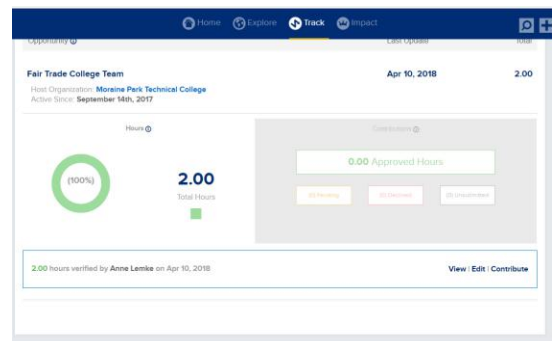 Home Explore Track Impact
Opportunity Last Update Total
Fair Trade College Team Apr 10, 2018 2.00
Host Organization: Moraine Park Technical College
Active Since: September 14th, 2017
Hours Contributions
0.00 Approved Hours
(100%) 2.00
Total Hours
(0) Pending (0) Declined (0) Unsubmitted
2.00 hours verified by Anne Lemke on Apr 10, 2018 View | Edit | Contribute